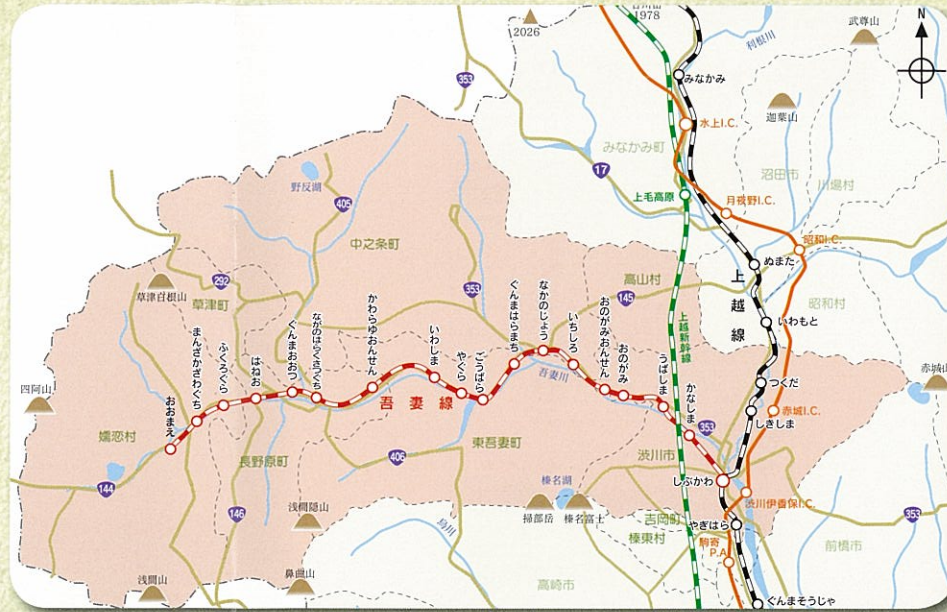 谷川岳
1978
2026
N
武尊山
利根川
353
みなかみ
水上I.C.
迦葉山
みなかみ町
17
沼田市
川場村
上毛高原
月夜野I.C.
野反湖
405
昭和I.C.
中之条町
ぬまた
高山村
上越線
292
353
145
昭和村
草津白根山
草津町
いわもと
上越新幹線
おおまえ
まんざかざわぐち
ふくろぐら
はねお
ぐんまおおつ
ながのはらくさつぐち
かわらゆおんせん
いわしま
やぐら
ごうばら
ぐんまはらまち
なかのじょう
いちしろ
おのがみおんせん
おのがみ
うばしま
かなしま
しぶかわ
吾妻川
吾妻線
四阿山
赤城山
つくだ
しきしま
赤城I.C.
353
嬬恋村
東吾妻町
渋川市
長野原町
406
144
146
榛名湖
掃部岳
榛名富士
渋川伊香保I.C.
浅間隠山
烏川
吉岡町
榛東村
やぎはら
駒寄
P.A
353
前橋市
浅間山
鼻曲山
高崎市
ぐんまそうじゃ